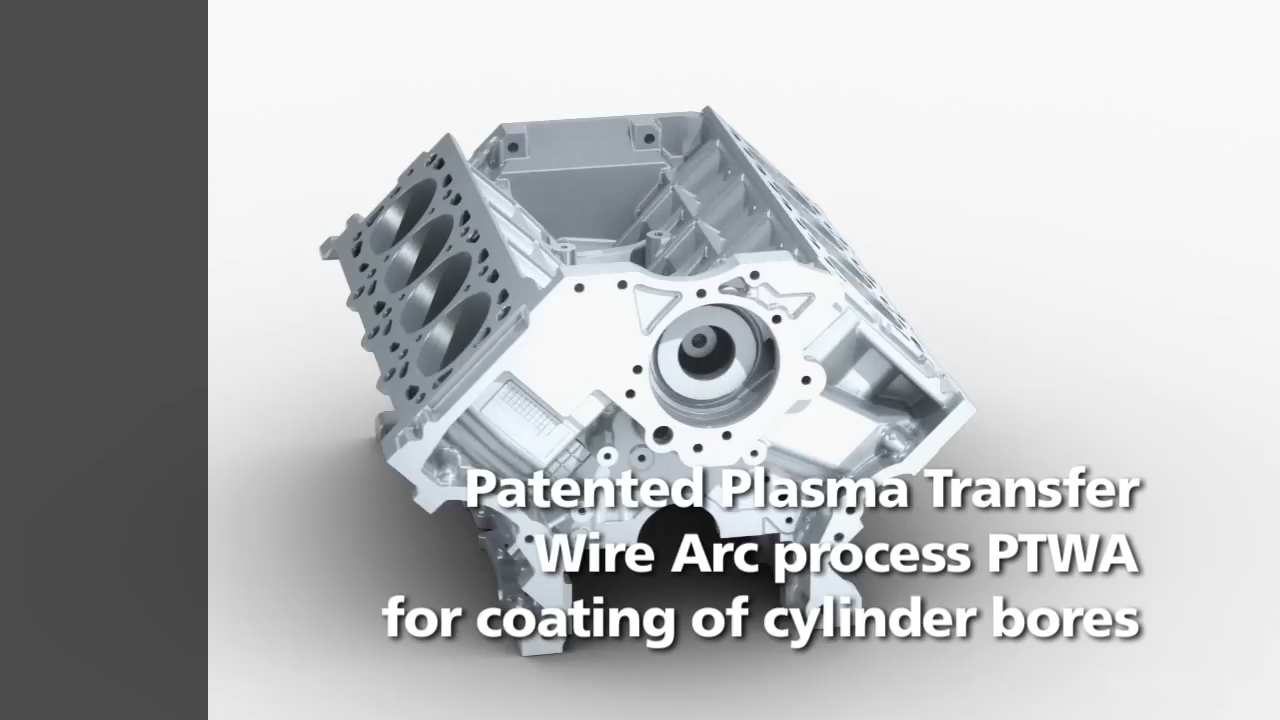 Patented Plasma Transfer
Wire Arc process PTWA
for coating of cylinder bores